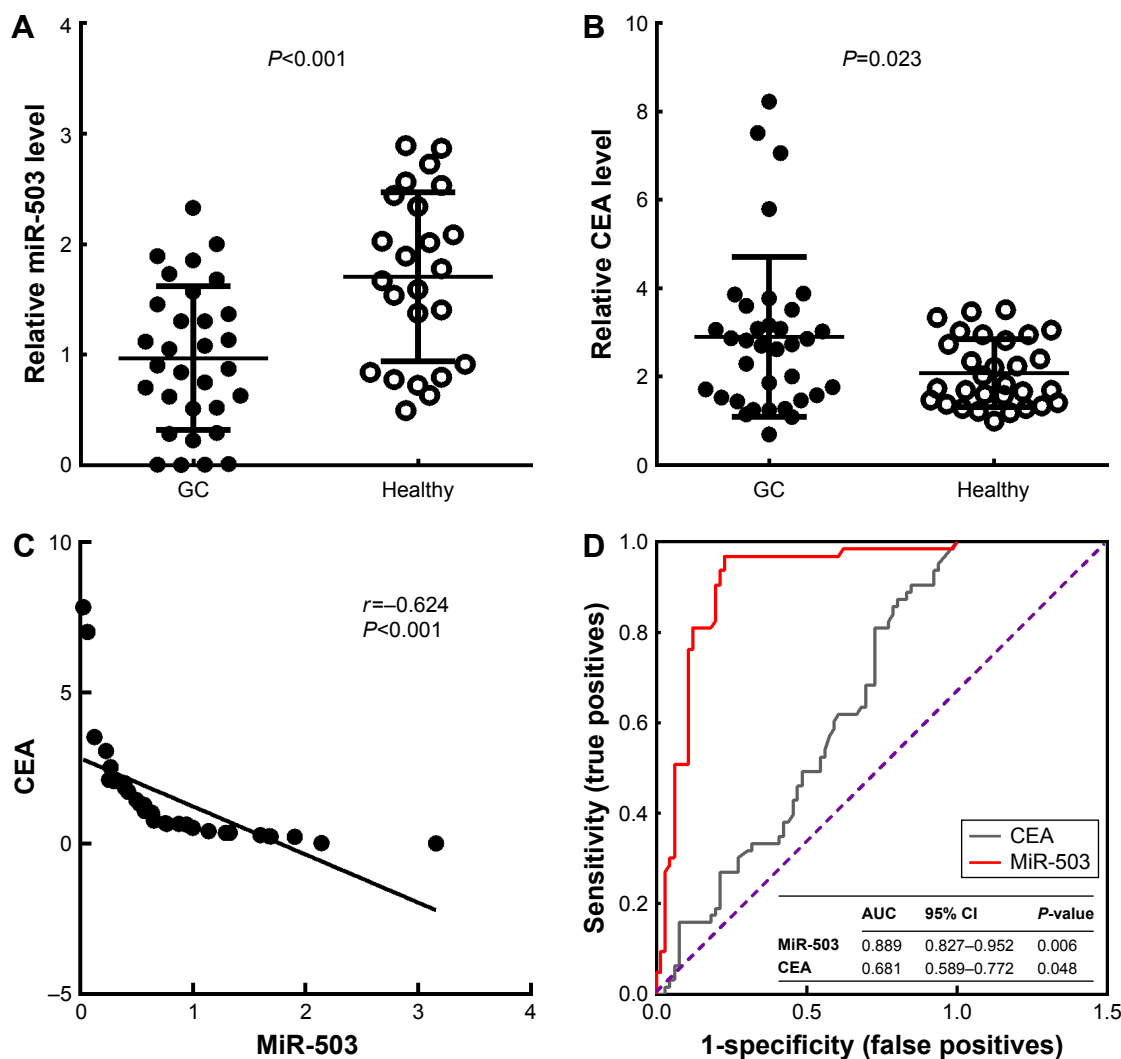 A
P<0.001
Relative miR-503 level
4
3
2
1
0
GC Healthy
B
P=0.023
Relative CEA level
10
8
6
4
2
0
GC Healthy
C
r=–0.624
P<0.001
CEA
10
5
0
–5
0 1 2 3 4
MiR-503
D
Sensitivity (true positives)
1.0
0.8
0.6
0.4
0.2
0.0
CEA
MiR-503
AUC 95% CI P-value
MiR-503 0.889 0.827–0.952 0.006
CEA 0.681 0.589–0.772 0.048
0.0 0.5 1.0 1.5
1-specificity (false positives)